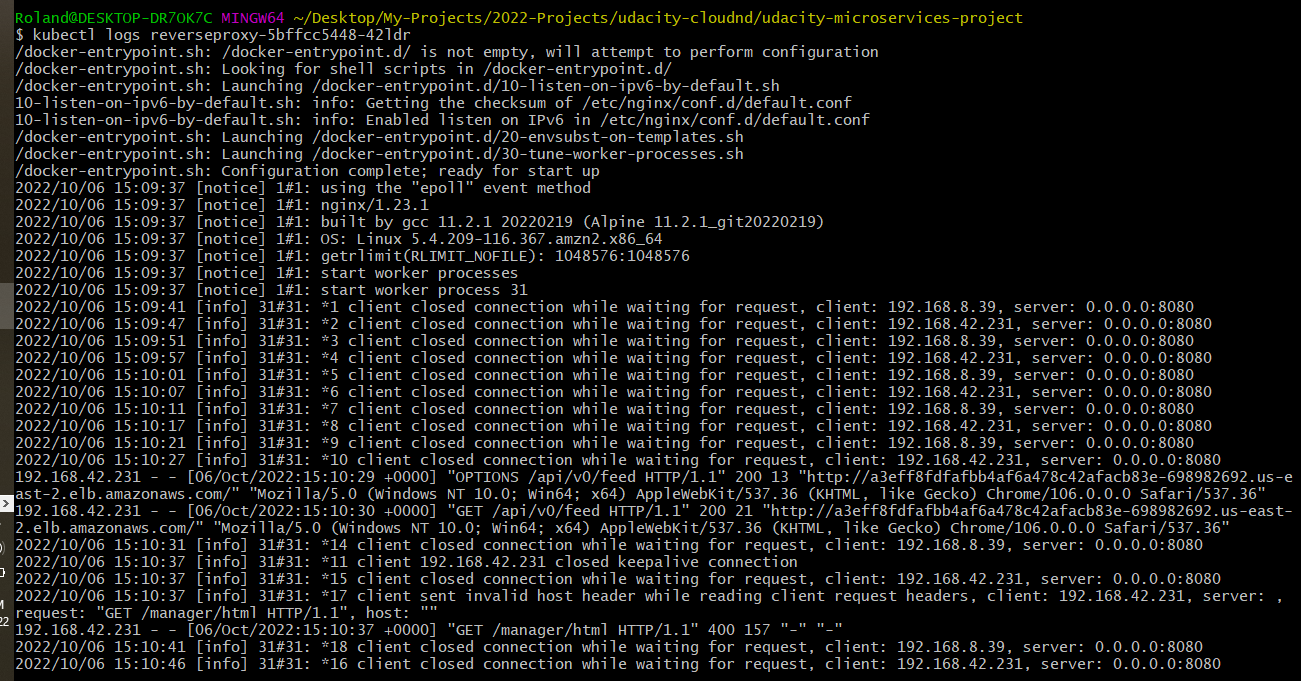 Roland@DESKTOP-DR7OK7C MINGW64 ~/Desktop/My-Projects/2022-Projects/udacity-cloudnd/udacity-microservices-project
$ kubectl logs reverseproxy-5bffcc5448-42ldr
/docker-entrypoint.sh: /docker-entrypoint.d/ is not empty, will attempt to perform configuration
/docker-entrypoint.sh: Looking for shell scripts in /docker-entrypoint.d/
/docker-entrypoint.sh: Launching /docker-entrypoint.d/10-listen-on-ipv6-by-default.sh
10-listen-on-ipv6-by-default.sh: info: Getting the checksum of /etc/nginx/conf.d/default.conf
10-listen-on-ipv6-by-default.sh: info: Enabled listen on IPv6 in /etc/nginx/conf.d/default.conf
/docker-entrypoint.sh: Launching /docker-entrypoint.d/20-envsubst-on-templates.sh
/docker-entrypoint.sh: Launching /docker-entrypoint.d/30-tune-worker-processes.sh
/docker-entrypoint.sh: Configuration complete; ready for start up
2022/10/06 15:09:37 [notice] 1#1: using the "epoll" event method
2022/10/06 15:09:37 [notice] 1#1: nginx/1.23.1
2022/10/06 15:09:37 [notice] 1#1: built by gcc 11.2.1 20220219 (Alpine 11.2.1_git20220219)
2022/10/06 15:09:37 [notice] 1#1: OS: Linux 5.4.209-116.367.amzn2.x86_64
2022/10/06 15:09:37 [notice] 1#1: getrlimit(RLIMIT_NOFILE): 1048576:1048576
2022/10/06 15:09:37 [notice] 1#1: start worker processes
2022/10/06 15:09:37 [notice] 1#1: start worker process 31
2022/10/06 15:09:41 [info] 31#31: *1 client closed connection while waiting for request, client: 192.168.8.39, server: 0.0.0.0:8080
2022/10/06 15:09:47 [info] 31#31: *2 client closed connection while waiting for request, client: 192.168.42.231, server: 0.0.0.0:8080
2022/10/06 15:09:51 [info] 31#31: *3 client closed connection while waiting for request, client: 192.168.8.39, server: 0.0.0.0:8080
2022/10/06 15:09:57 [info] 31#31: *4 client closed connection while waiting for request, client: 192.168.42.231, server: 0.0.0.0:8080
2022/10/06 15:10:01 [info] 31#31: *5 client closed connection while waiting for request, client: 192.168.8.39, server: 0.0.0.0:8080
2022/10/06 15:10:07 [info] 31#31: *6 client closed connection while waiting for request, client: 192.168.42.231, server: 0.0.0.0:8080
2022/10/06 15:10:11 [info] 31#31: *7 client closed connection while waiting for request, client: 192.168.8.39, server: 0.0.0.0:8080
2022/10/06 15:10:17 [info] 31#31: *8 client closed connection while waiting for request, client: 192.168.42.231, server: 0.0.0.0:8080
2022/10/06 15:10:21 [info] 31#31: *9 client closed connection while waiting for request, client: 192.168.8.39, server: 0.0.0.0:8080
2022/10/06 15:10:27 [info] 31#31: *10 client closed connection while waiting for request, client: 192.168.42.231, server: 0.0.0.0:8080
192.168.42.231 - - [06/Oct/2022:15:10:29 +0000] "OPTIONS /api/v0/feed HTTP/1.1" 200 13 "http://a3eff8fdfafbb4af6a478c42afacb83e-698982692.us-e
ast-2.elb.amazonaws.com/" "Mozilla/5.0 (Windows NT 10.0; Win64; x64) AppleWebKit/537.36 (KHTML, like Gecko) Chrome/106.0.0.0 Safari/537.36"
192.168.42.231 - - [06/Oct/2022:15:10:30 +0000] "GET /api/v0/feed HTTP/1.1" 200 21 "http://a3eff8fdfafbb4af6a478c42afacb83e-698982692.us-east-
2.elb.amazonaws.com/" "Mozilla/5.0 (Windows NT 10.0; Win64; x64) AppleWebKit/537.36 (KHTML, like Gecko) Chrome/106.0.0.0 Safari/537.36"
2022/10/06 15:10:31 [info] 31#31: *14 client closed connection while waiting for request, client: 192.168.8.39, server: 0.0.0.0:8080
2022/10/06 15:10:37 [info] 31#31: *11 client 192.168.42.231 closed keepalive connection
2022/10/06 15:10:37 [info] 31#31: *15 client closed connection while waiting for request, client: 192.168.42.231, server: 0.0.0.0:8080
2022/10/06 15:10:37 [info] 31#31: *17 client sent invalid host header while reading client request headers, client: 192.168.42.231, server: ,
request: "GET /manager/html HTTP/1.1", host: ""
192.168.42.231 - - [06/Oct/2022:15:10:37 +0000] "GET /manager/html HTTP/1.1" 400 157 "-" "-"
2022/10/06 15:10:41 [info] 31#31: *18 client closed connection while waiting for request, client: 192.168.8.39, server: 0.0.0.0:8080
2022/10/06 15:10:46 [info] 31#31: *16 client closed connection while waiting for request, client: 192.168.42.231, server: 0.0.0.0:8080